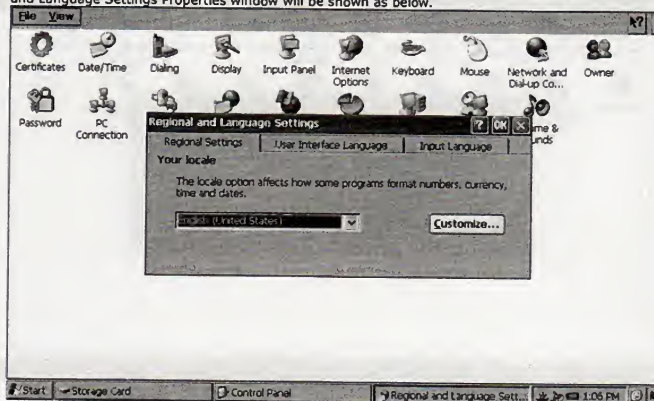 and Language Settings Properties window will be shown as below.
File View
?
Certificates Date/Time Dialing Display Input Panel Internet Options Keyboard Mouse Network and Dial-up Co... Owner
Password PC Connection
Regional and Language Settings ? OK ×
Regional Settings User Interface Language Input Language
Your locale
The locale option affects how some programs format numbers, currency, time and dates.
English (United States)
Customize...
Start Storage Card Control Panel Regional and Language Sett... 1:06 PM